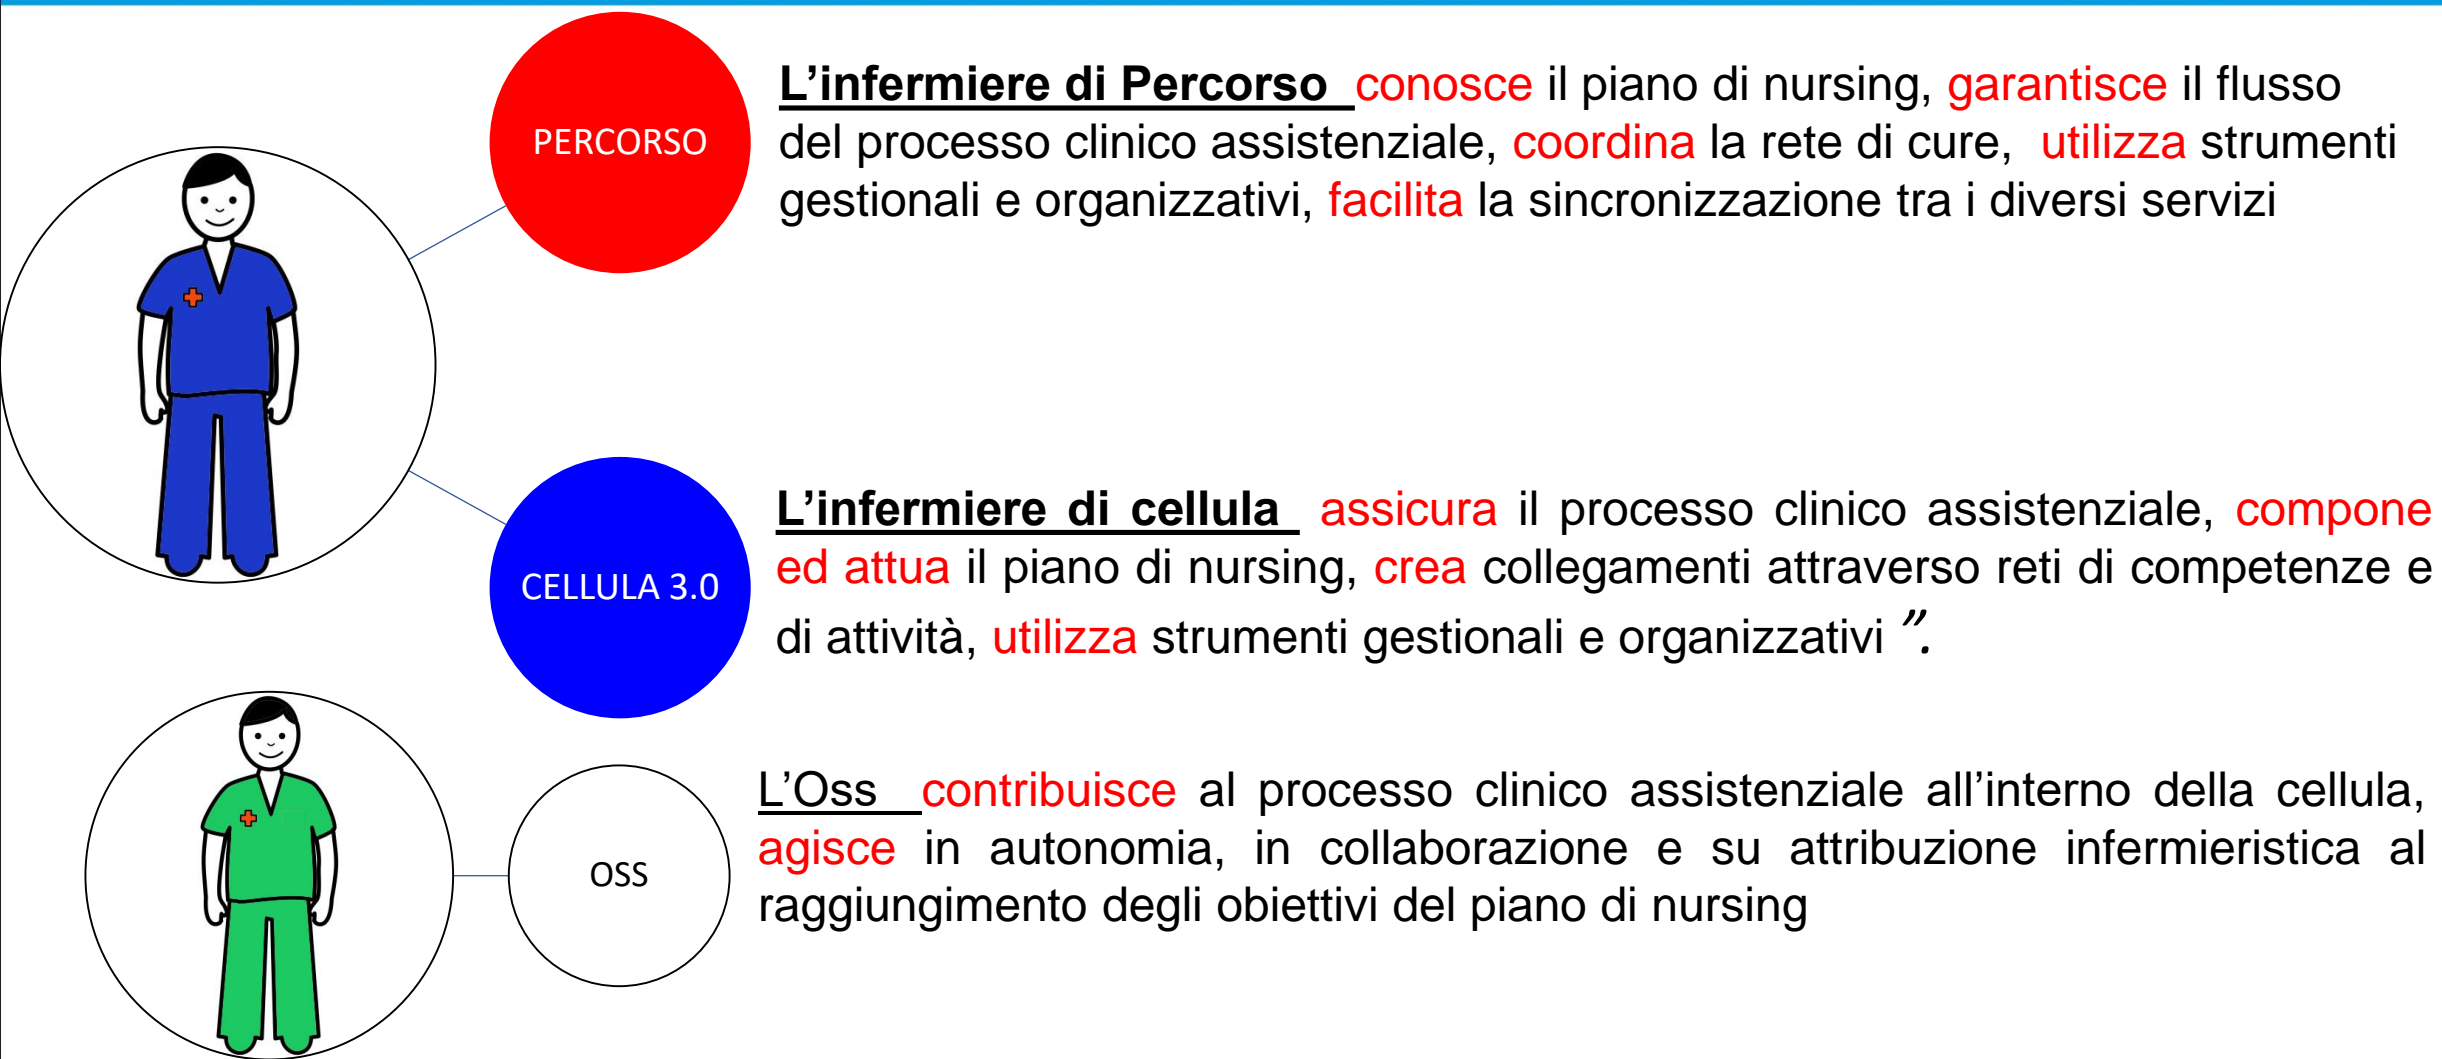 PERCORSO
L’infermiere di Percorso conosce il piano di nursing, garantisce il flusso
del processo clinico assistenziale, coordina la rete di cure, utilizza strumenti
gestionali e organizzativi, facilita la sincronizzazione tra i diversi servizi
CELLULA 3.0
L’infermiere di cellula assicura il processo clinico assistenziale, compone
ed attua il piano di nursing, crea collegamenti attraverso reti di competenze e
di attività, utilizza strumenti gestionali e organizzativi ”.
OSS
L’Oss contribuisce al processo clinico assistenziale all’interno della cellula,
agisce in autonomia, in collaborazione e su attribuzione infermieristica al
raggiungimento degli obiettivi del piano di nursing